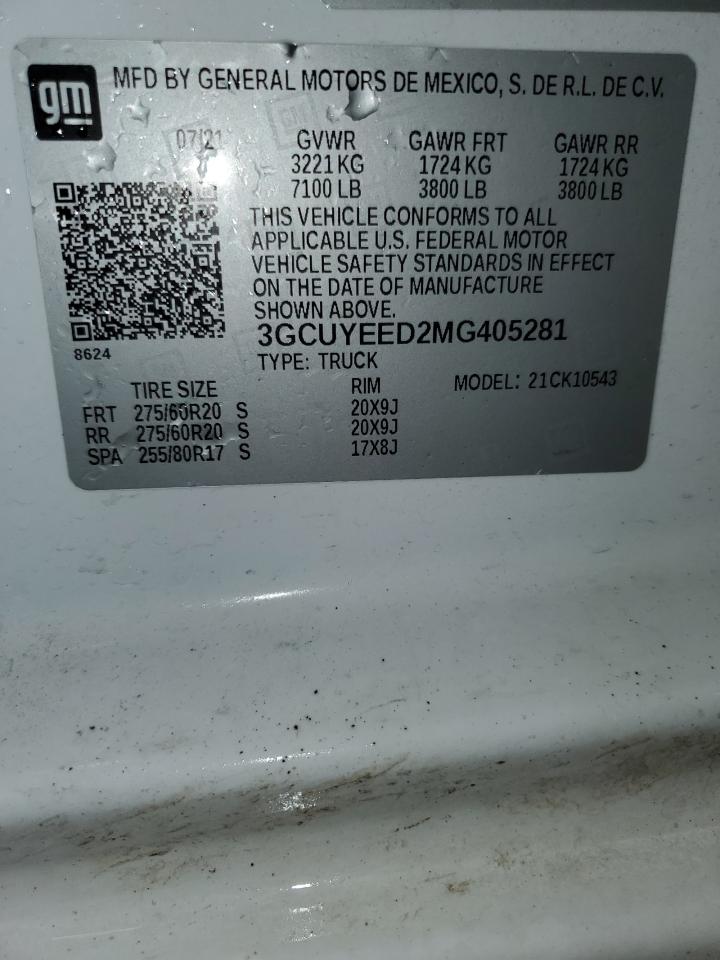 gm MFD BY GENERAL MOTORS DE MEXICO, S. DE R.L. DE C.V.
07/21 GVWR GAWR FRT GAWR RR
3221 KG 1724 KG 1724 KG
7100 LB 3800 LB 3800 LB
THIS VEHICLE CONFORMS TO ALL
APPLICABLE U.S. FEDERAL MOTOR
VEHICLE SAFETY STANDARDS IN EFFECT
ON THE DATE OF MANUFACTURE
SHOWN ABOVE.
3GCUYEED2MG405281
8624
TYPE: TRUCK
TIRE SIZE RIM MODEL: 21CK10543
FRT 275/60R20 S 20X9J
RR 275/60R20 S 20X9J
SPA 255/80R17 S 17X8J